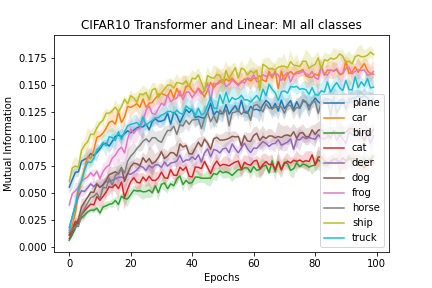 CIFAR10 Transformer and Linear: MI all classes
Mutual Information
0.175
0.150
0.125
0.100
0.075
0.050
0.025
0.000
plane
car
bird
cat
deer
dog
frog
horse
ship
truck
0 20 40 60 80 100
Epochs